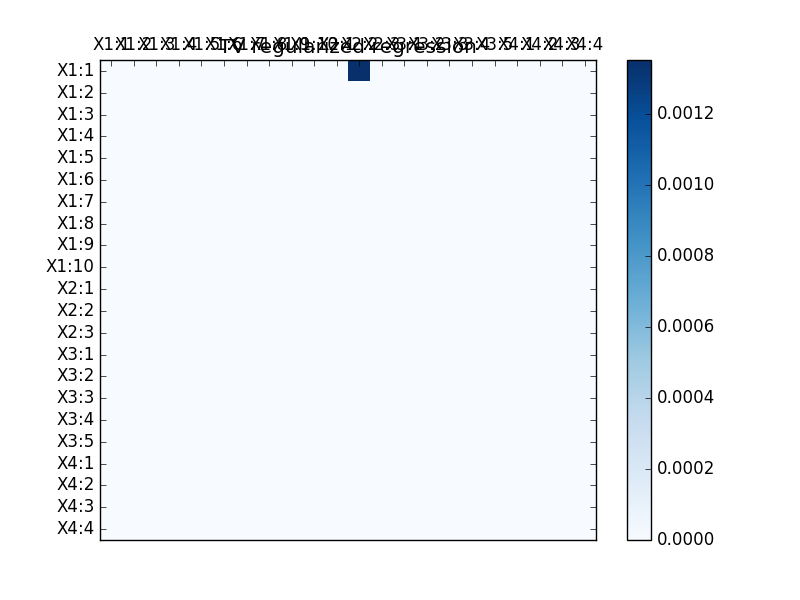 TV regularized regression
X1:1
X1:2
X1:3
X1:4
X1:5
X1:6
X1:7
X1:8
X1:9
X1:10
X2:1
X2:2
X2:3
X3:1
X3:2
X3:3
X3:4
X3:5
X4:1
X4:2
X4:3
X4:4
0.0012
0.0010
0.0008
0.0006
0.0004
0.0002
0.0000